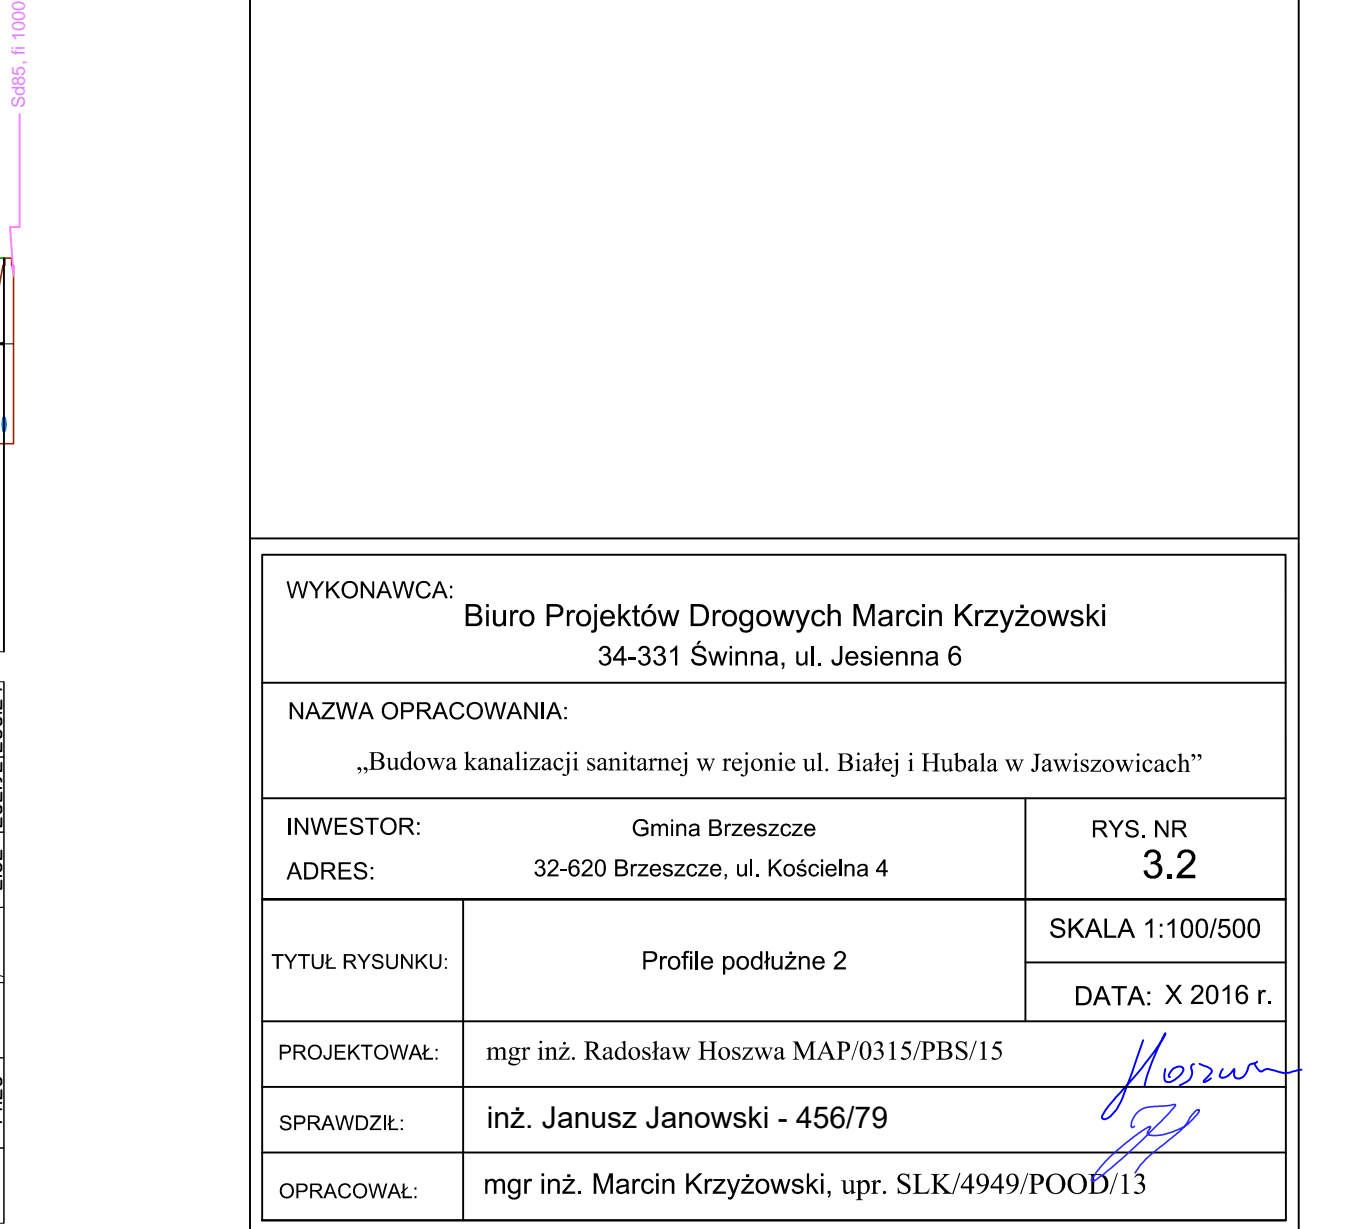 Sd85, fi 1000
WYKONAWCA:
Biuro Projektów Drogowych Marcin Krzyżowski
34-331 Świnna, ul. Jesienna 6
NAZWA OPRACOWANIA:
„Budowa kanalizacji sanitarnej w rejonie ul. Białej i Hubala w Jawiszowicach”
INWESTOR: Gmina Brzeszcze
ADRES: 32-620 Brzeszcze, ul. Kościelna 4
RYS. NR
3.2
TYTUŁ RYSUNKU: Profile podłużne 2
SKALA 1:100/500
DATA: X 2016 r.
PROJEKTOWAŁ: mgr inż. Radosław Hoszwa MAP/0315/PBS/15
Hoszwa
SPRAWDZIŁ: inż. Janusz Janowski - 456/79
OPRACOWAŁ: mgr inż. Marcin Krzyżowski, upr. SLK/4949/POOD/13